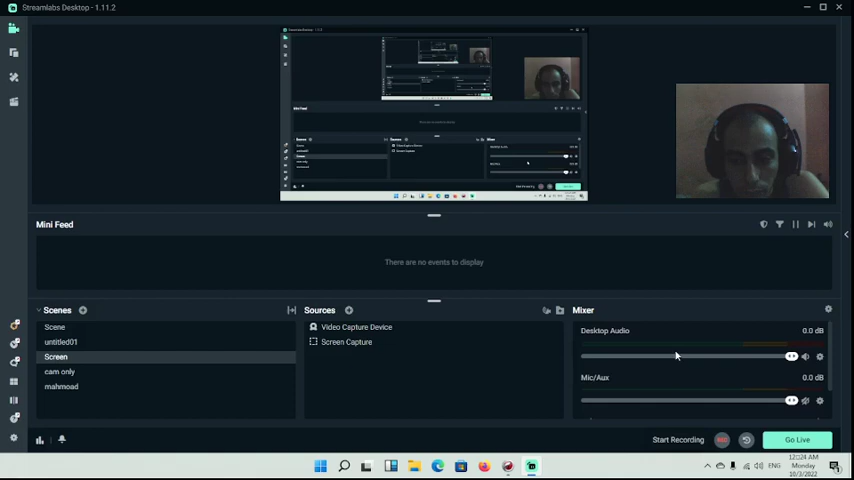 Streamlabs Desktop - 1.11.2
Mini Feed
There are no events to display
Scenes
Scene
untitled01
Screen
cam only
mahmoad
Sources
Video Capture Device
Screen Capture
Mixer
Desktop Audio 0.0 dB
Mic/Aux 0.0 dB
Start Recording REC Go Live
ENG
12:24 AM
Monday
10/3/2022